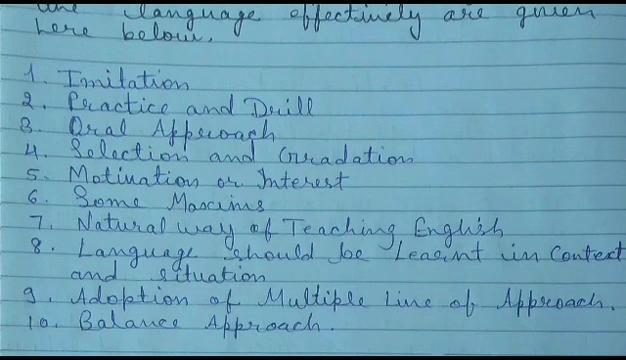 the language effectively are given
here below.
1. Imitation
2. Practice and Drill
3. Oral Approach
4. Selection and Gradation
5. Motivation or Interest
6. Some Maxims
7. Natural way of Teaching English
8. Language should be Learnt in Context
and situation
9. Adoption of Multiple Line of Approach.
10. Balance Approach.